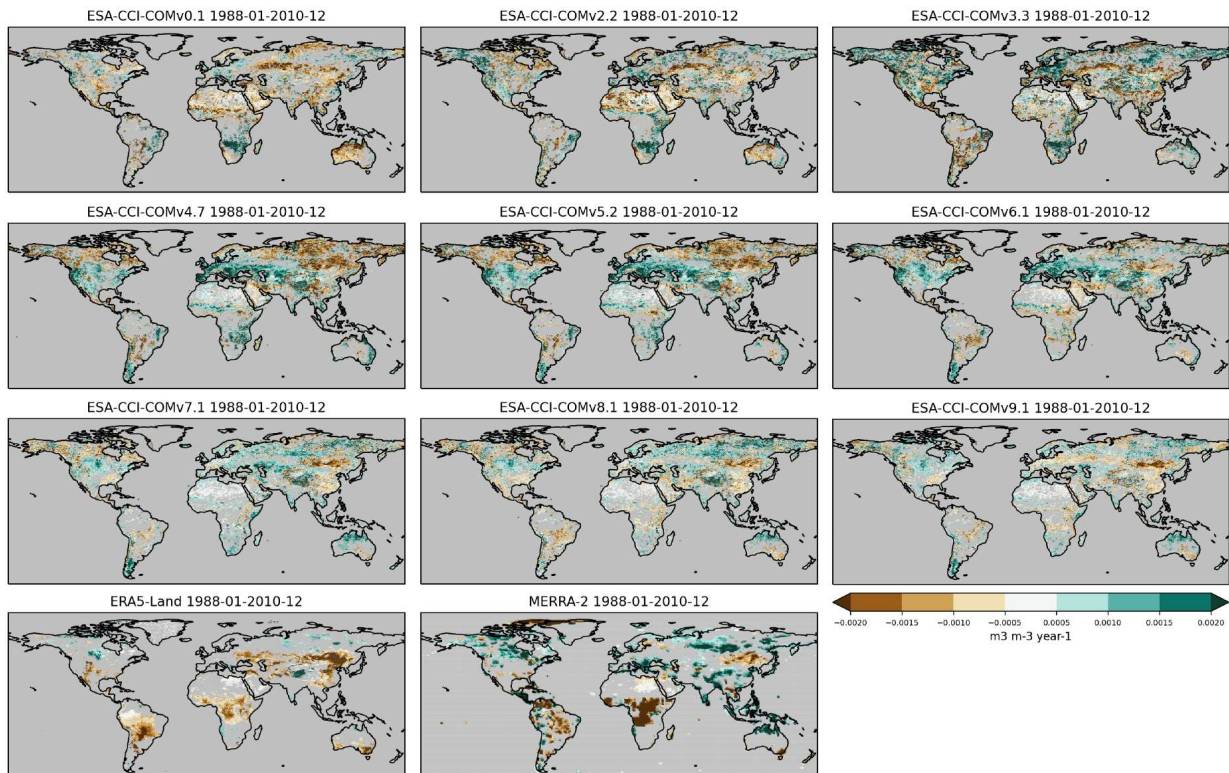 ESA-CCI-COMv0.1 1988-01-2010-12
ESA-CCI-COMv2.2 1988-01-2010-12
ESA-CCI-COMv3.3 1988-01-2010-12
ESA-CCI-COMv4.7 1988-01-2010-12
ESA-CCI-COMv5.2 1988-01-2010-12
ESA-CCI-COMv6.1 1988-01-2010-12
ESA-CCI-COMv7.1 1988-01-2010-12
ESA-CCI-COMv8.1 1988-01-2010-12
ESA-CCI-COMv9.1 1988-01-2010-12
ERA5-Land 1988-01-2010-12
MERRA-2 1988-01-2010-12
−0.0020 −0.0015 −0.0010 −0.0005 0.0005 0.0010 0.0015 0.0020
m3 m-3 year-1